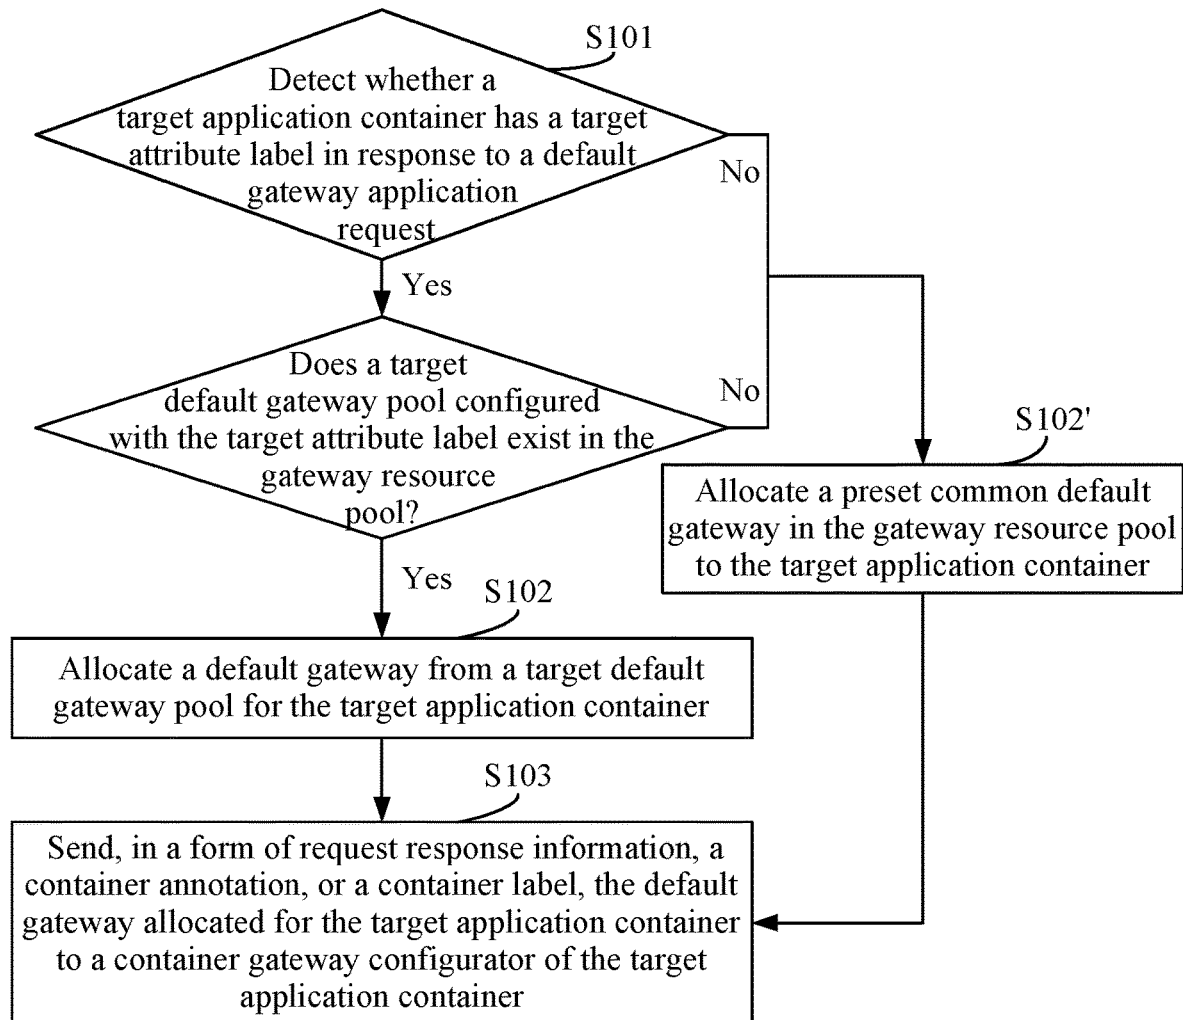 S101
Detect whether a
target application container has a target
attribute label in response to a default
gateway application
request
No
Yes
Does a target
default gateway pool configured
with the target attribute label exist in the
gateway resource
pool?
No
S102'
Allocate a preset common default
gateway in the gateway resource pool
to the target application container
Yes
S102
Allocate a default gateway from a target default
gateway pool for the target application container
S103
Send, in a form of request response information, a
container annotation, or a container label, the default
gateway allocated for the target application container
to a container gateway configurator of the target
application container